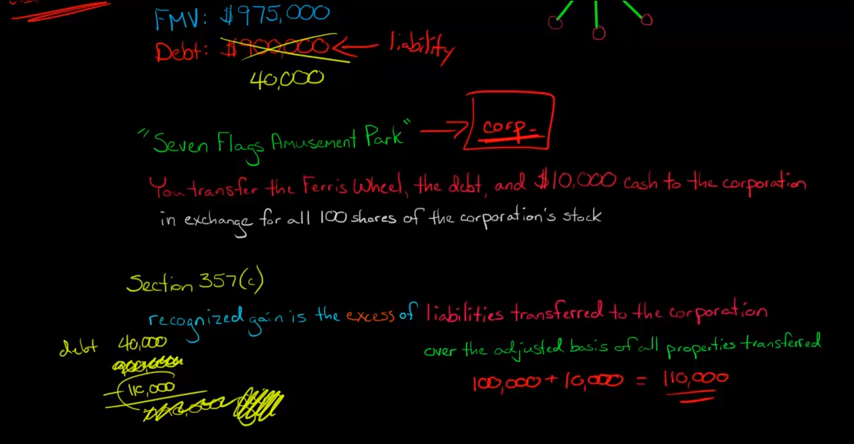 FMV: $975,000
Debt: $900,000 ← liability
40,000
"Seven Flags Amusement Park" → corp.
You transfer the Ferris Wheel, the debt, and $10,000 cash to the corporation
in exchange for all 100 shares of the corporation's stock
Section 357(c)
recognized gain is the excess of liabilities transferred to the corporation
over the adjusted basis of all properties transferred
debt 40,000
- 110,000
100,000 + 10,000 = 110,000